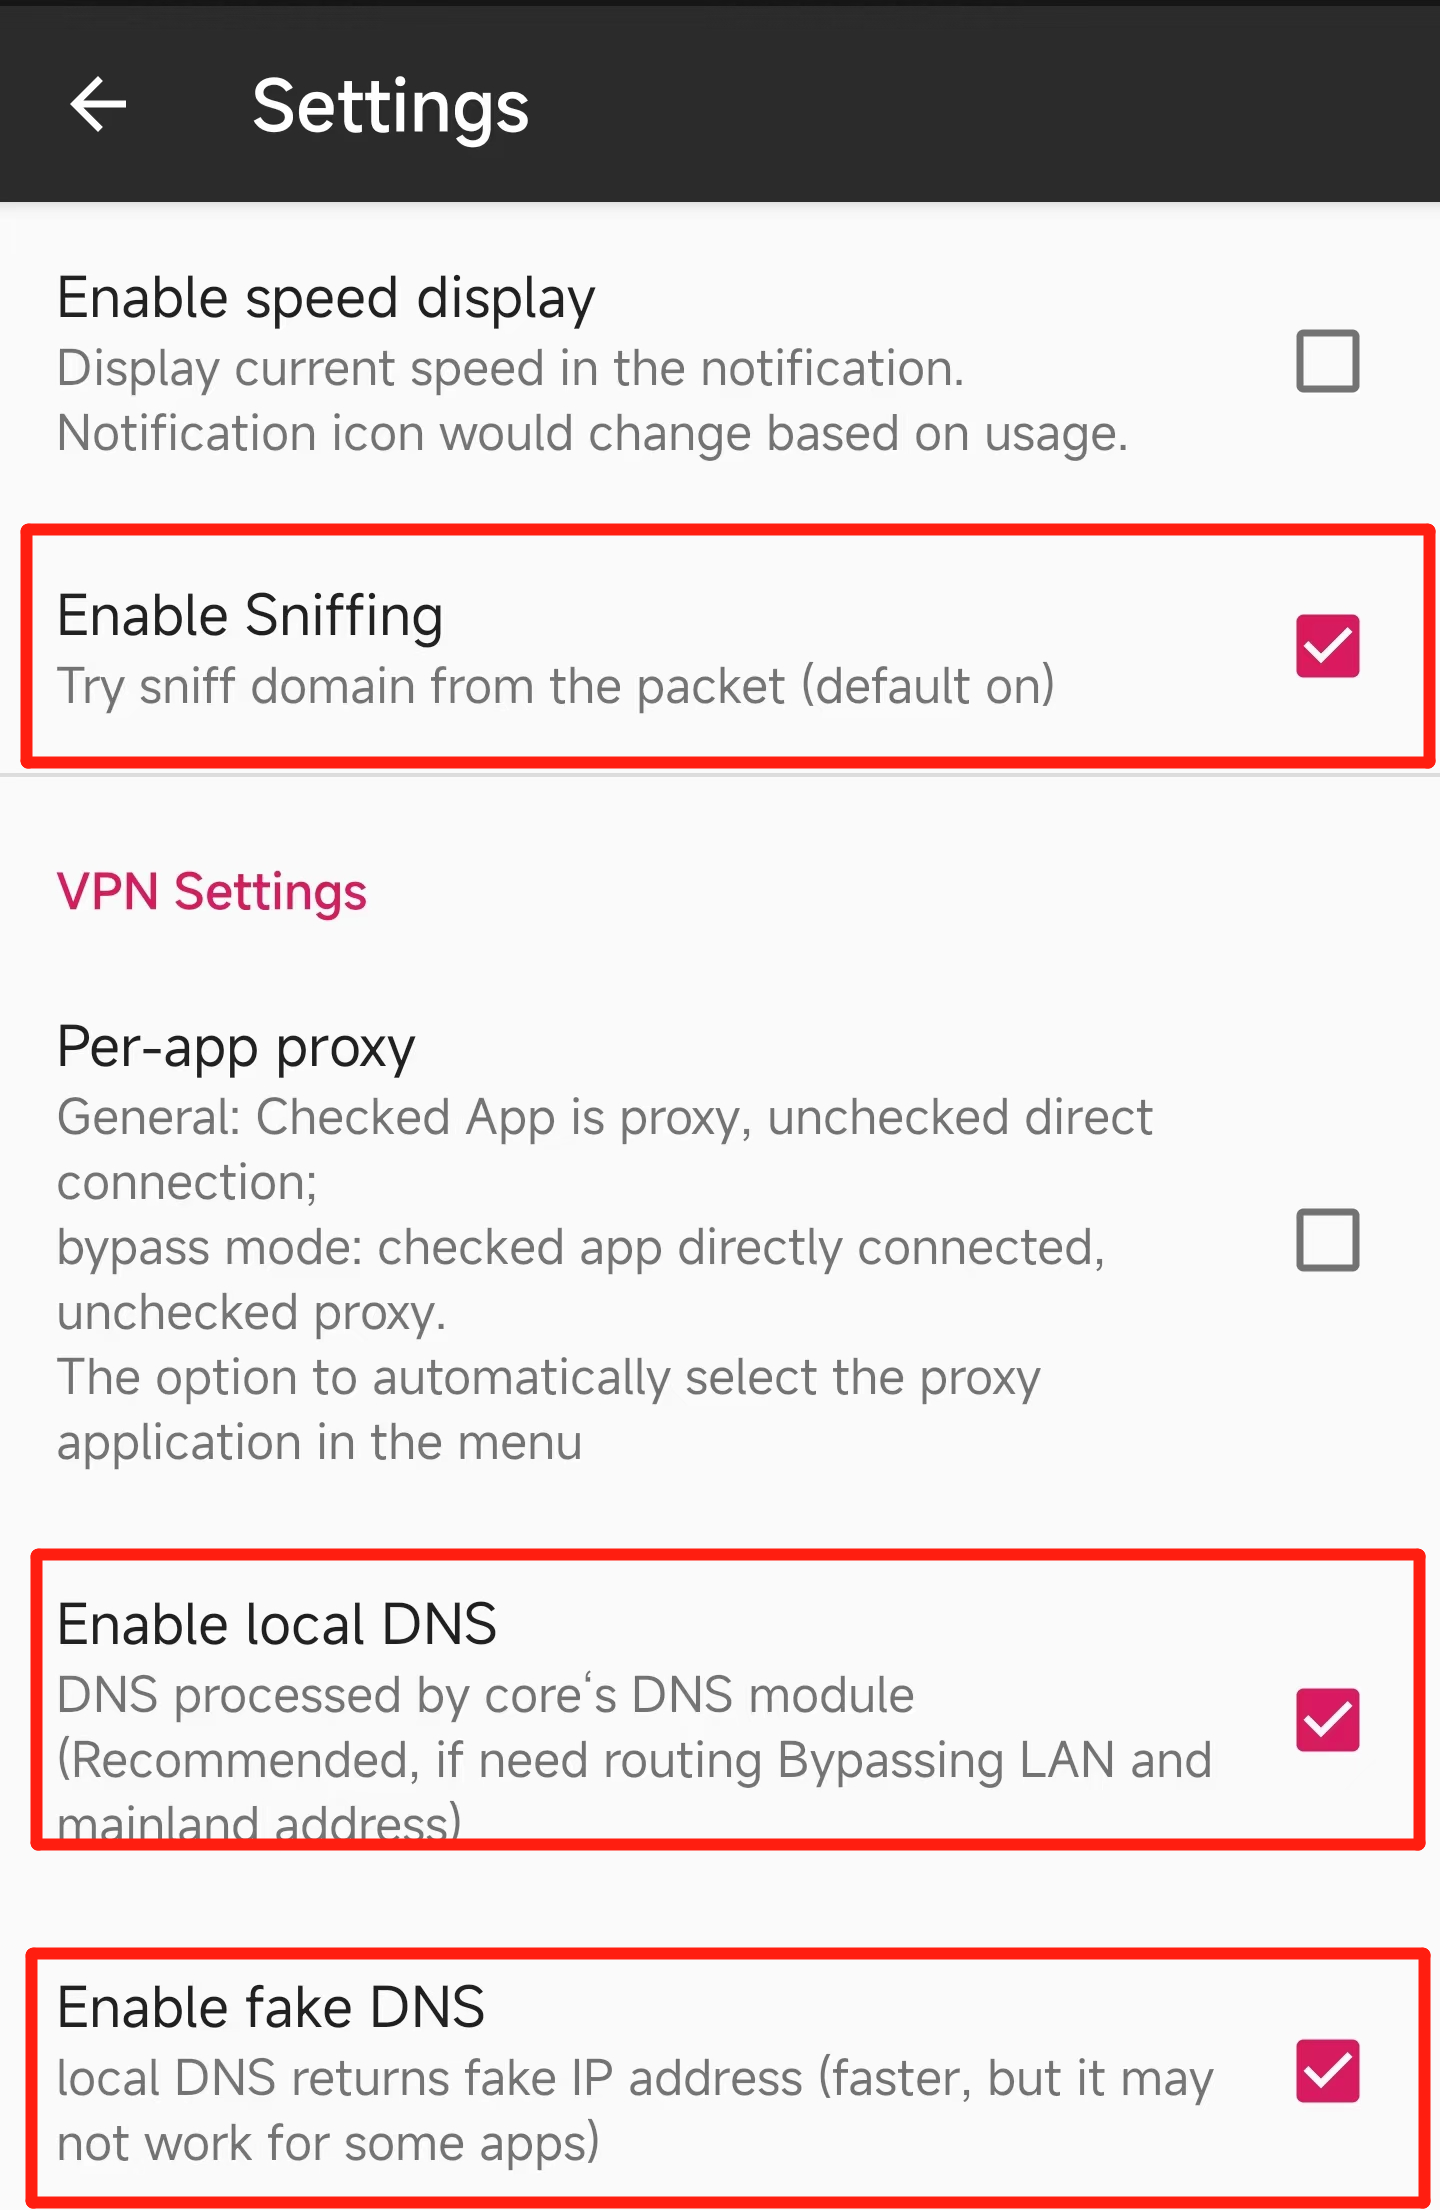 Settings
Enable speed display
Display current speed in the notification.
Notification icon would change based on usage.
Enable Sniffing
Try sniff domain from the packet (default on)
VPN Settings
Per-app proxy
General: Checked App is proxy, unchecked direct
connection;
bypass mode: checked app directly connected,
unchecked proxy.
The option to automatically select the proxy
application in the menu
Enable local DNS
DNS processed by core‘s DNS module
(Recommended, if need routing Bypassing LAN and
mainland address)
Enable fake DNS
local DNS returns fake IP address (faster, but it may
not work for some apps)